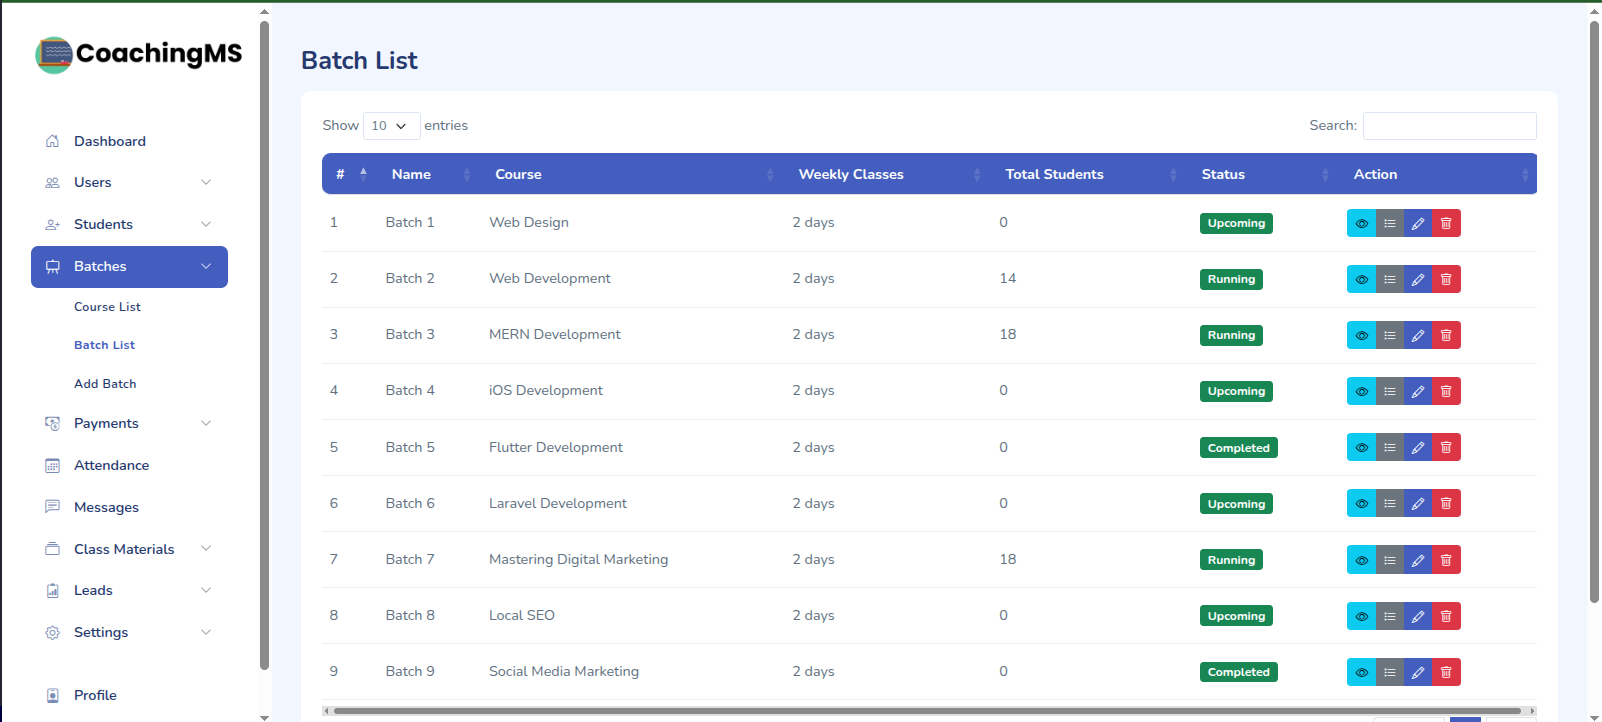 CoachingMS
Dashboard
Users
Students
Batches
Course List
Batch List
Add Batch
Payments
Attendance
Messages
Class Materials
Leads
Settings
Profile
Batch List
Show 10 entries
Search:
# Name Course Weekly Classes Total Students Status Action
1 Batch 1 Web Design 2 days 0 Upcoming
2 Batch 2 Web Development 2 days 14 Running
3 Batch 3 MERN Development 2 days 18 Running
4 Batch 4 iOS Development 2 days 0 Upcoming
5 Batch 5 Flutter Development 2 days 0 Completed
6 Batch 6 Laravel Development 2 days 0 Upcoming
7 Batch 7 Mastering Digital Marketing 2 days 18 Running
8 Batch 8 Local SEO 2 days 0 Upcoming
9 Batch 9 Social Media Marketing 2 days 0 Completed